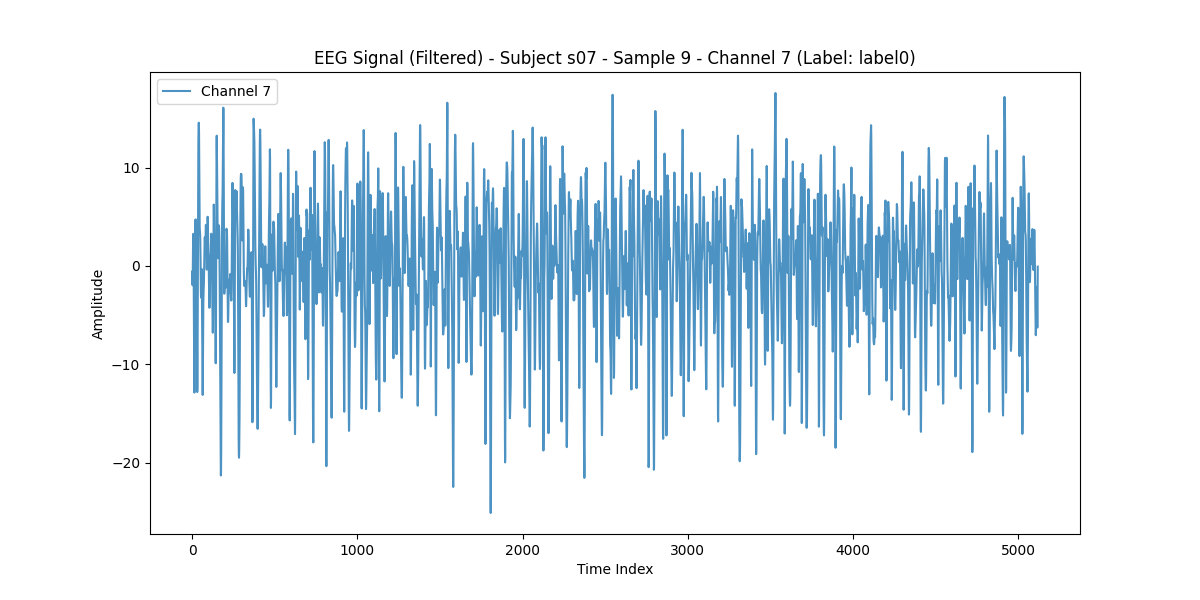 EEG Signal (Filtered) - Subject s07 - Sample 9 - Channel 7 (Label: label0)
Channel 7
10
0
−10
−20
Amplitude
0 1000 2000 3000 4000 5000
Time Index